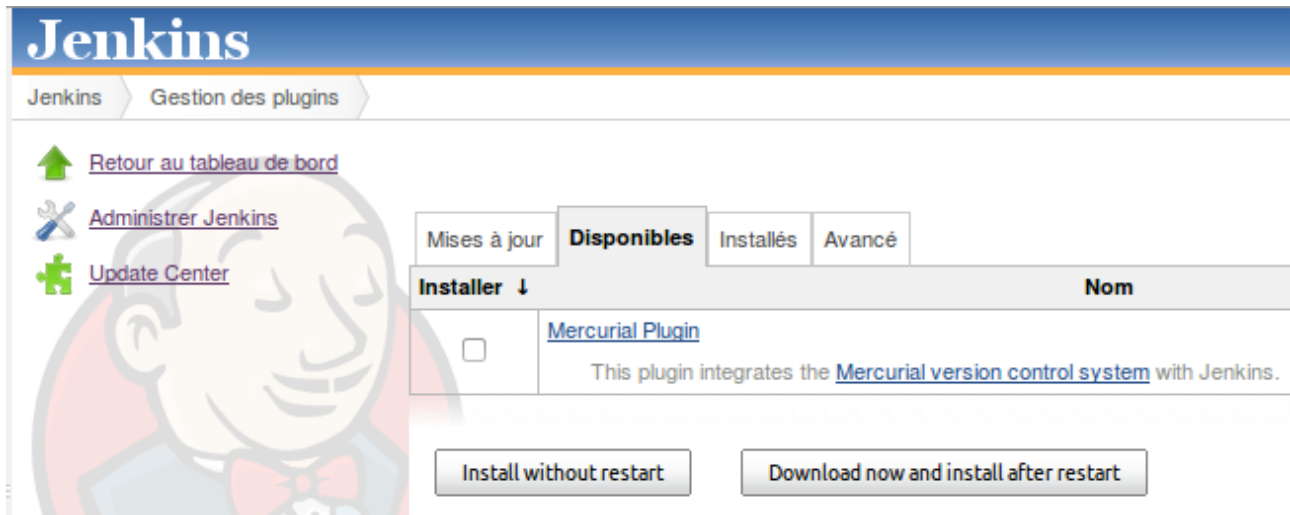 Jenkins
Jenkins Gestion des plugins
Retour au tableau de bord
Administrer Jenkins
Update Center
Mises à jour Disponibles Installés Avancé
Installer ↓ Nom
Mercurial Plugin
This plugin integrates the Mercurial version control system with Jenkins.
Install without restart Download now and install after restart